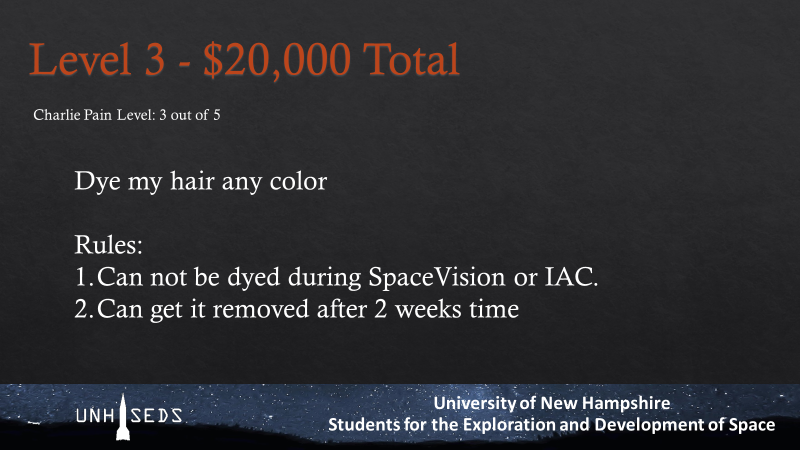 Level 3 - $20,000 Total
Charlie Pain Level: 3 out of 5
Dye my hair any color
Rules:
1.Can not be dyed during SpaceVision or IAC.
2.Can get it removed after 2 weeks time
UNH SEDS
University of New Hampshire
Students for the Exploration and Development of Space